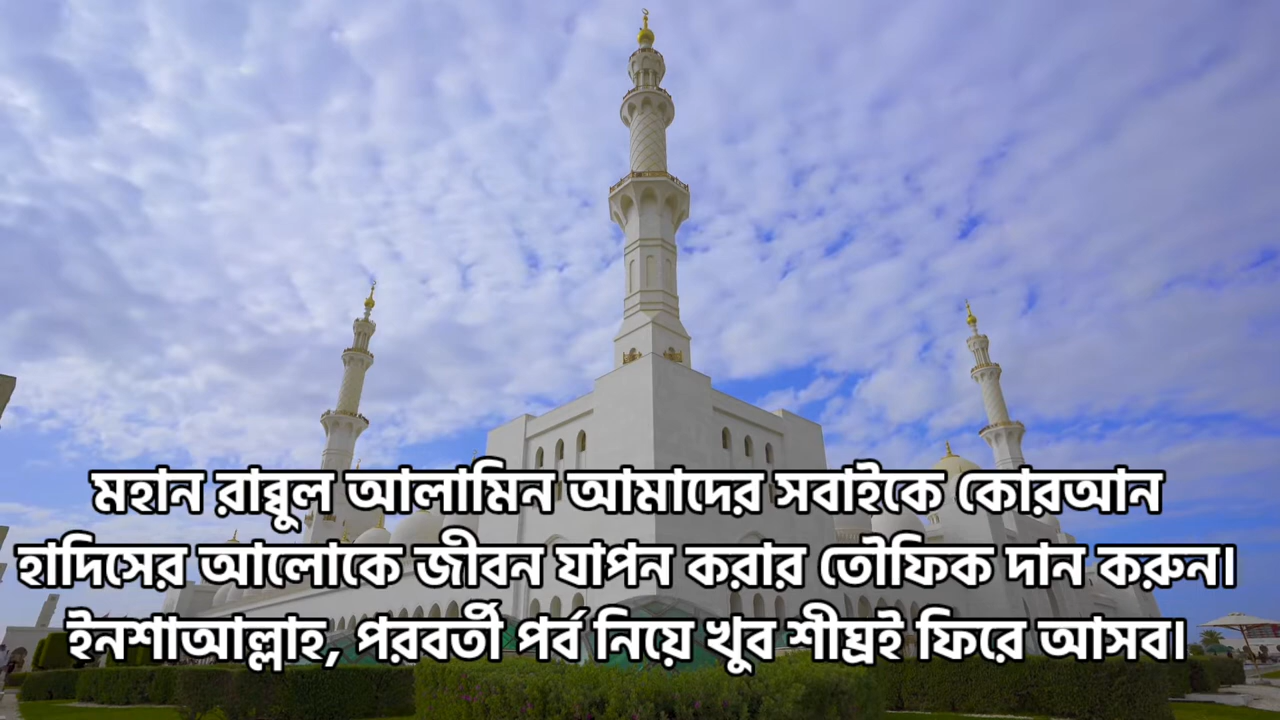 মহান রাব্বুল আলামিন আমাদের সবাইকে কোরআন
হাদিসের আলোকে জীবন যাপন করার তৌফিক দান করুন।
ইনশাআল্লাহ, পরবর্তী পর্ব নিয়ে খুব শীঘ্রই ফিরে আসব।